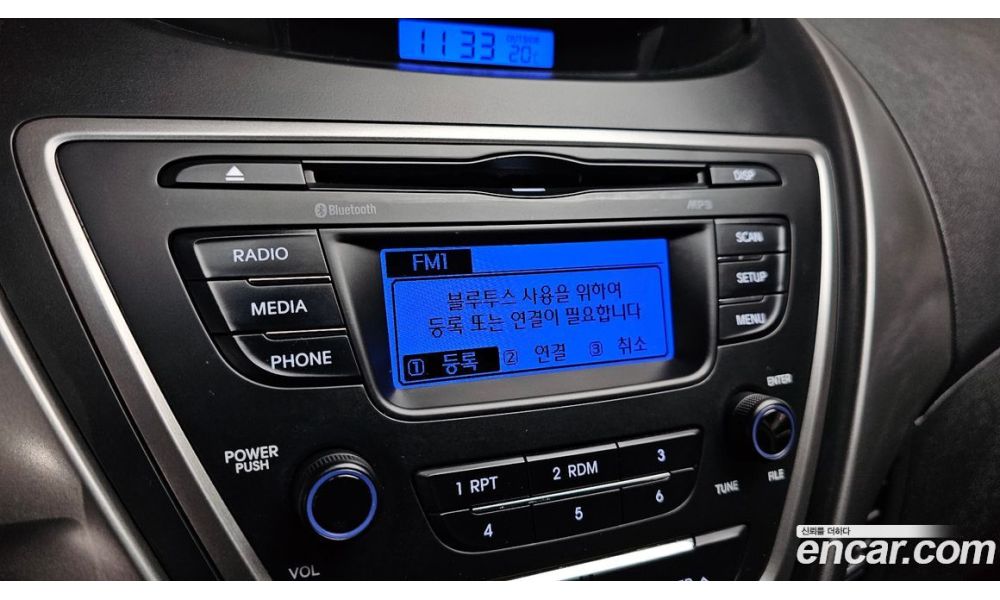 11:33 OUTSIDE 20℃
DISP
Bluetooth
MP3
RADIO
MEDIA
PHONE
FM1
블루투스 사용을 위하여
등록 또는 연결이 필요합니다
① 등록 ② 연결 ③ 취소
SCAN
SETUP
MENU
ENTER
TUNE
FILE
POWER
PUSH
VOL
1 RPT
2 RDM
3
4
5
6
신뢰를 더하다
encar.com